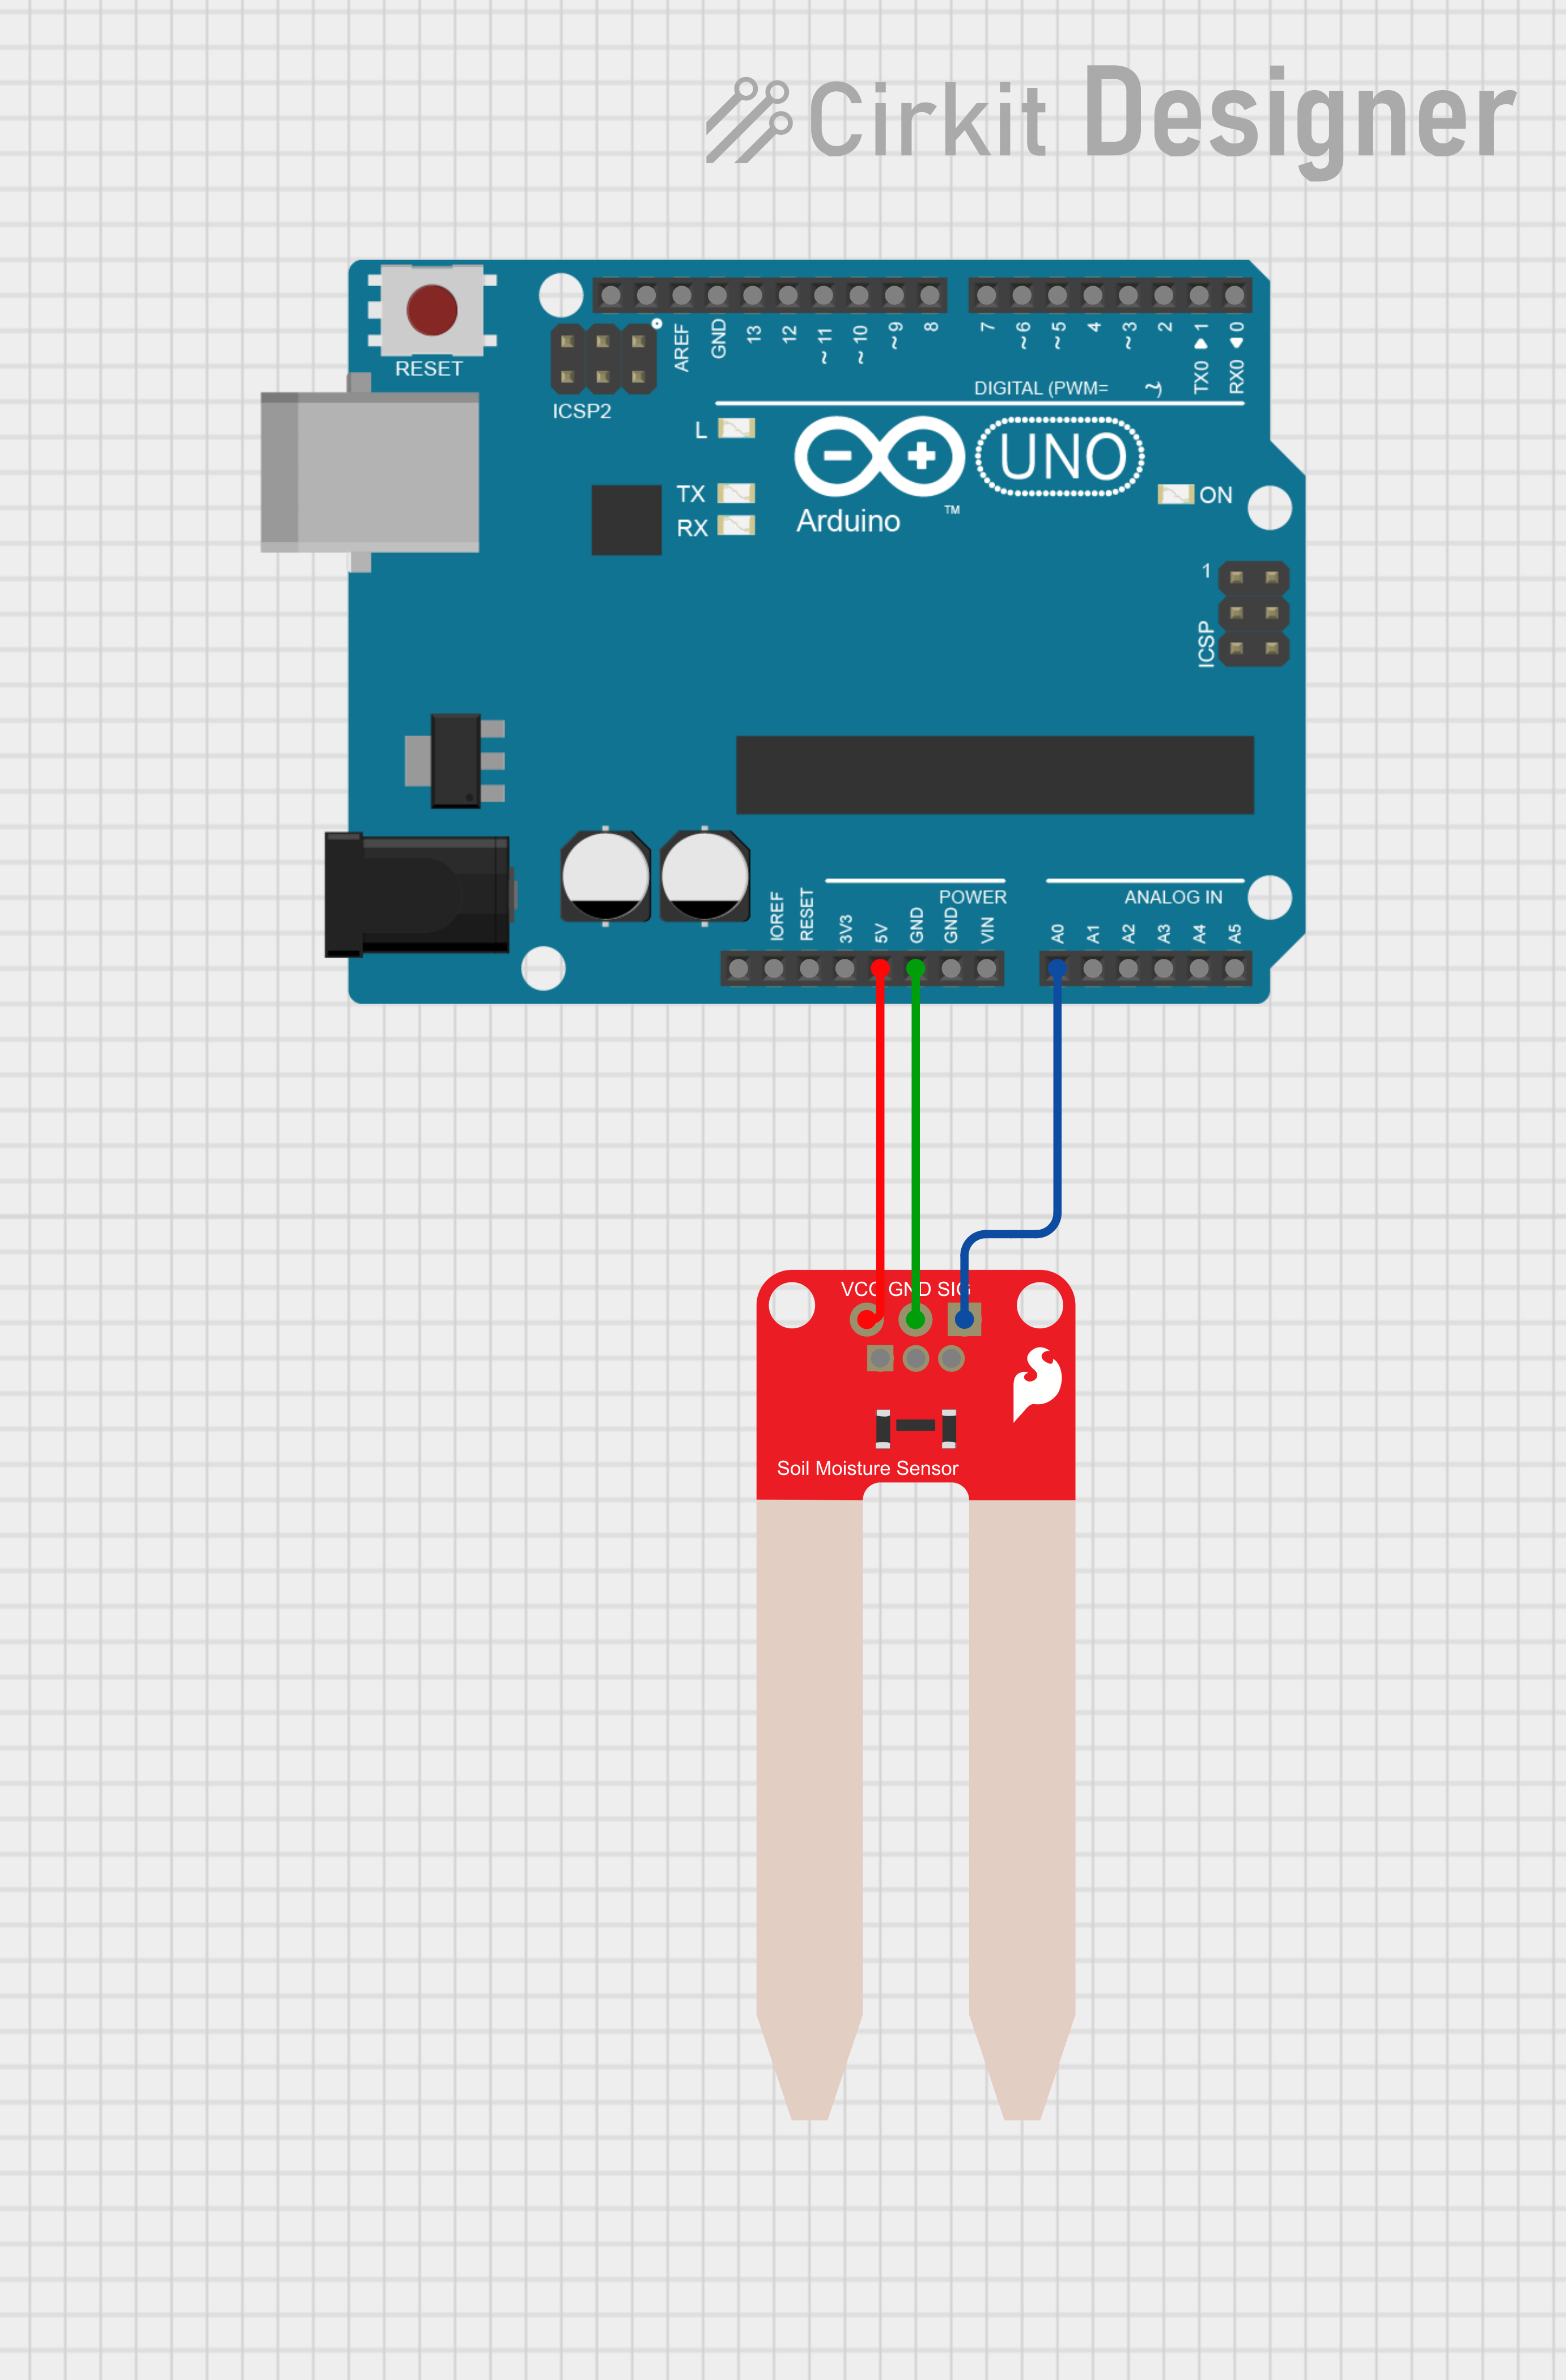 Cirkit Designer
RESET
ICSP2
AREF
GND
13
12
~ 11
~ 10
~ 9
8
7
~ 6
~ 5
4
~ 3
2
TX0 ▶ 1
RX0 ◀ 0
DIGITAL (PWM= ~)
L
TX
RX
Arduino
TM
UNO
ON
1
ICSP
IOREF
RESET
3V3
5V
GND
GND
VIN
POWER
ANALOG IN
A0
A1
A2
A3
A4
A5
VCC GND SIG
Soil Moisture Sensor